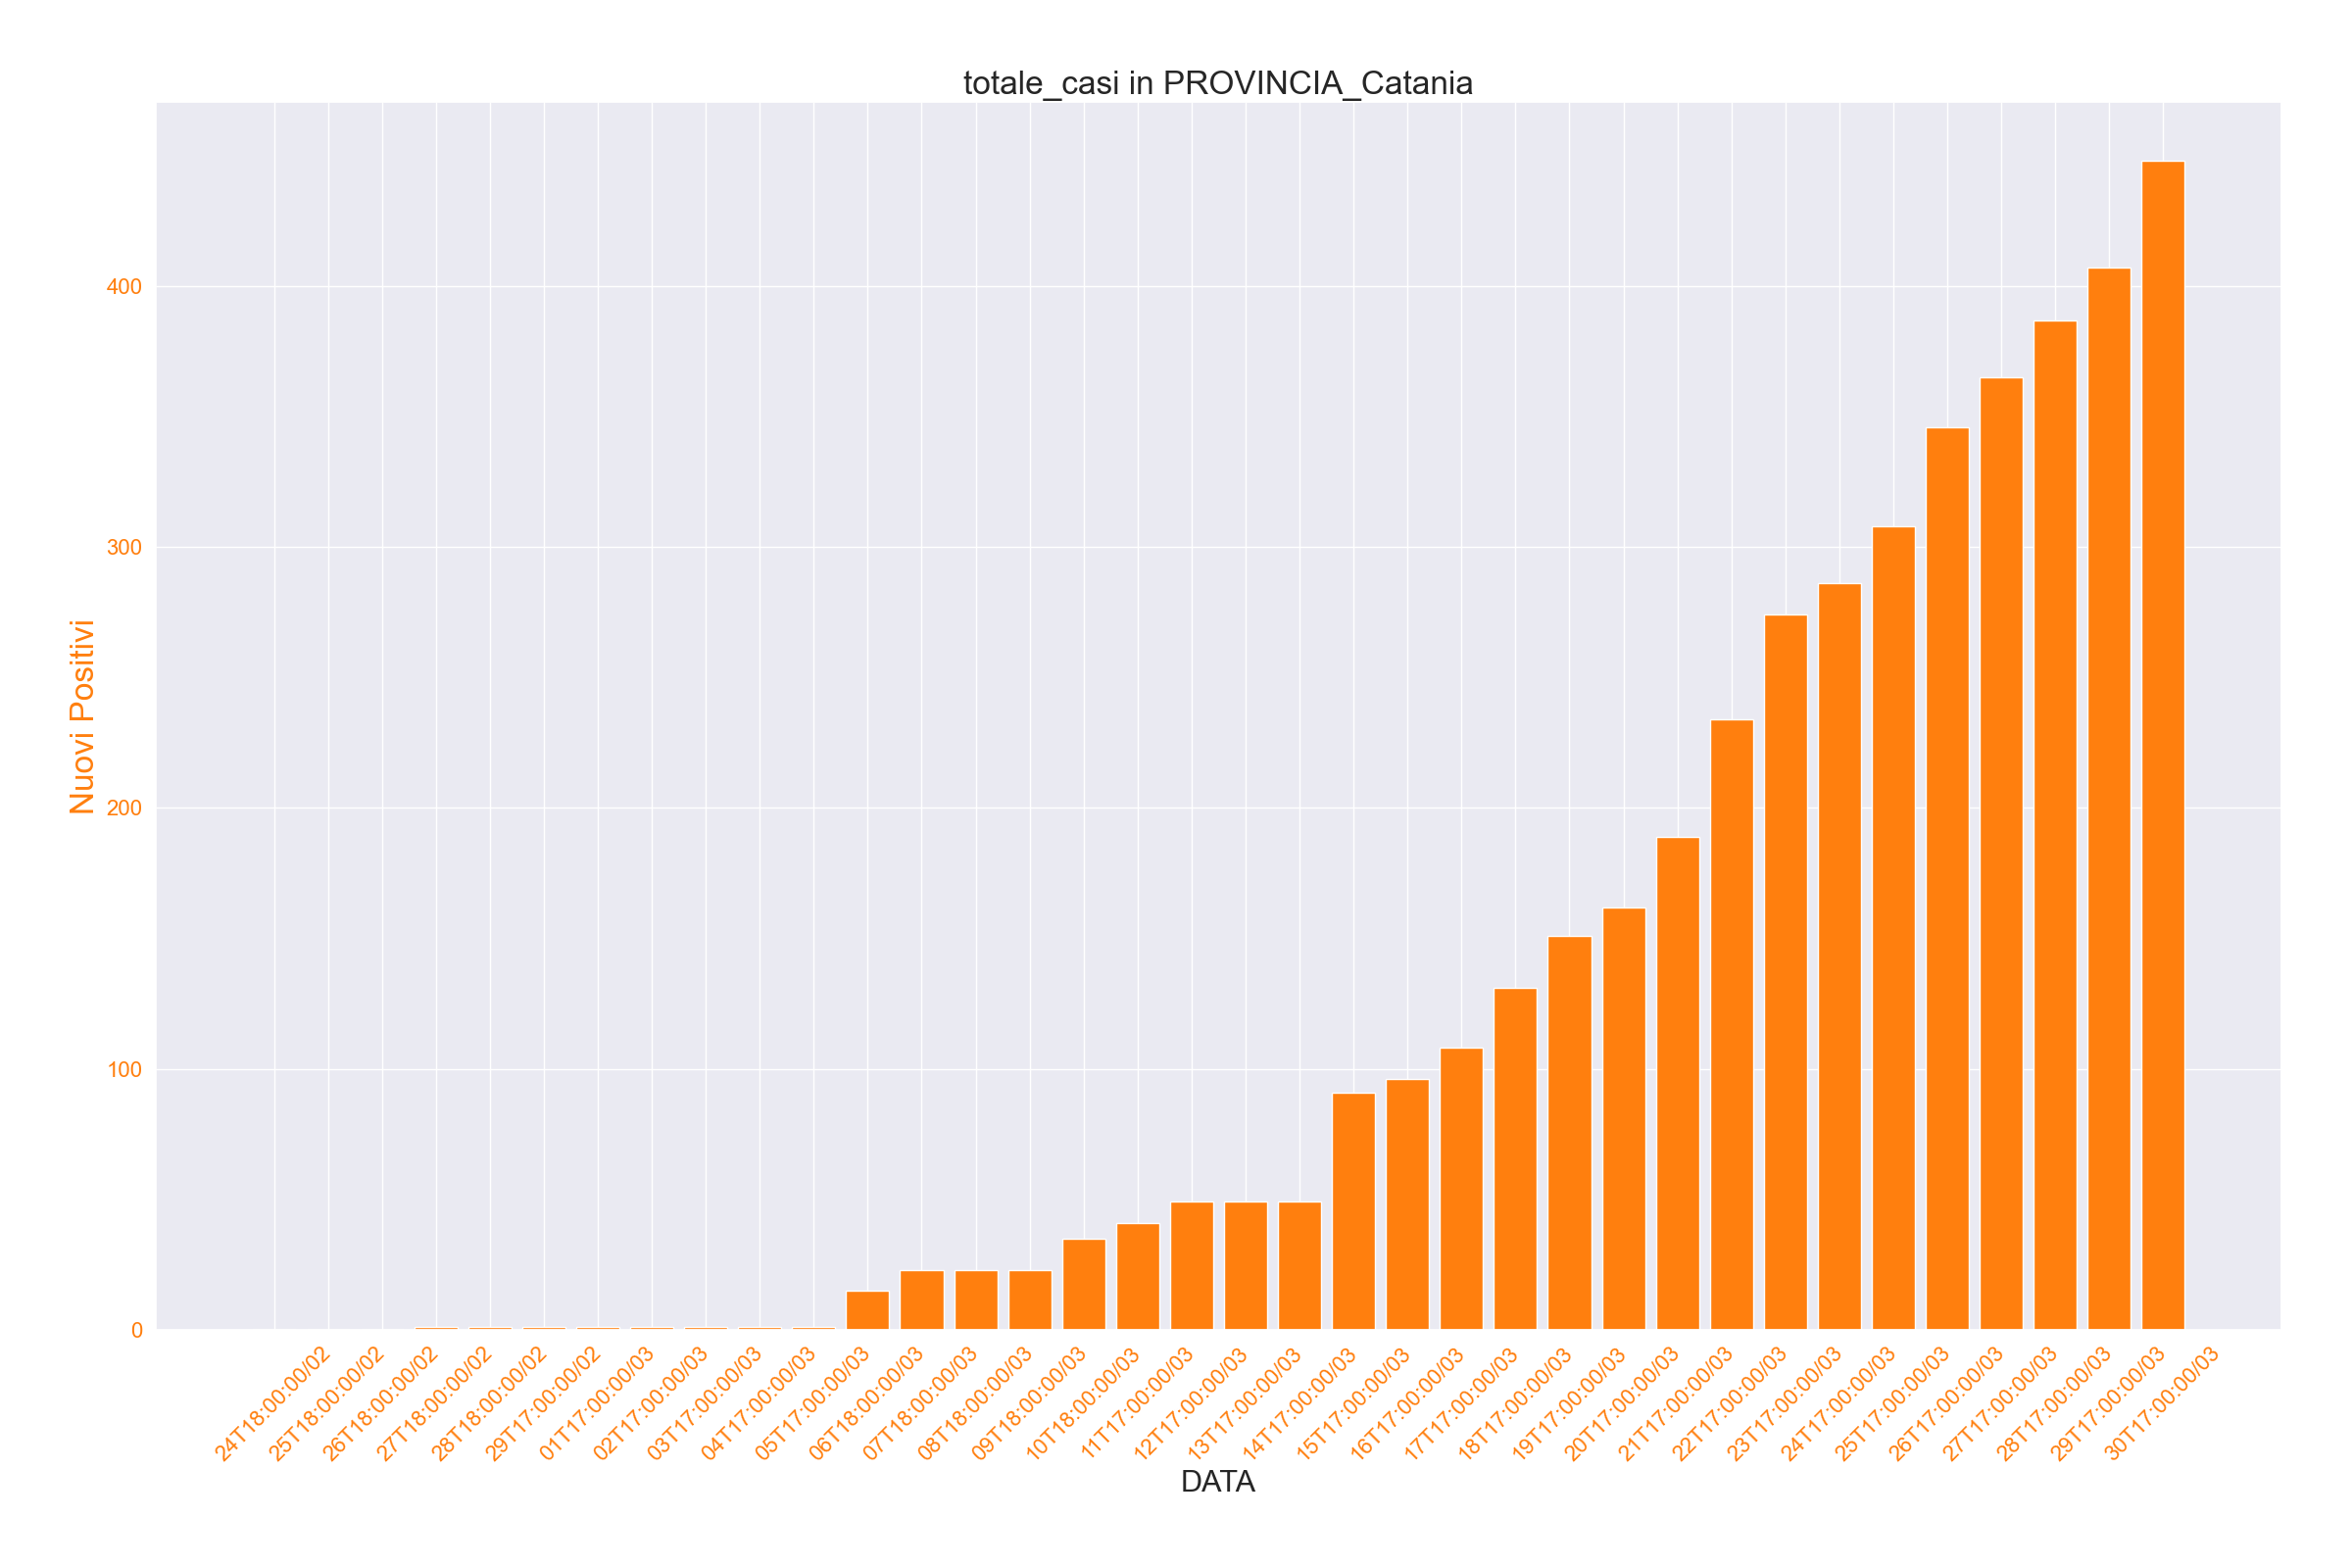 totale_casi in PROVINCIA_Catania
Nuovi Positivi
400
300
200
100
0
24T18:00:00/02
25T18:00:00/02
26T18:00:00/02
27T18:00:00/02
28T18:00:00/02
29T17:00:00/02
01T17:00:00/03
02T17:00:00/03
03T17:00:00/03
04T17:00:00/03
05T17:00:00/03
06T18:00:00/03
07T18:00:00/03
08T18:00:00/03
09T18:00:00/03
10T18:00:00/03
11T17:00:00/03
12T17:00:00/03
13T17:00:00/03
14T17:00:00/03
15T17:00:00/03
16T17:00:00/03
17T17:00:00/03
18T17:00:00/03
19T17:00:00/03
20T17:00:00/03
21T17:00:00/03
22T17:00:00/03
23T17:00:00/03
24T17:00:00/03
25T17:00:00/03
26T17:00:00/03
27T17:00:00/03
28T17:00:00/03
29T17:00:00/03
30T17:00:00/03
DATA